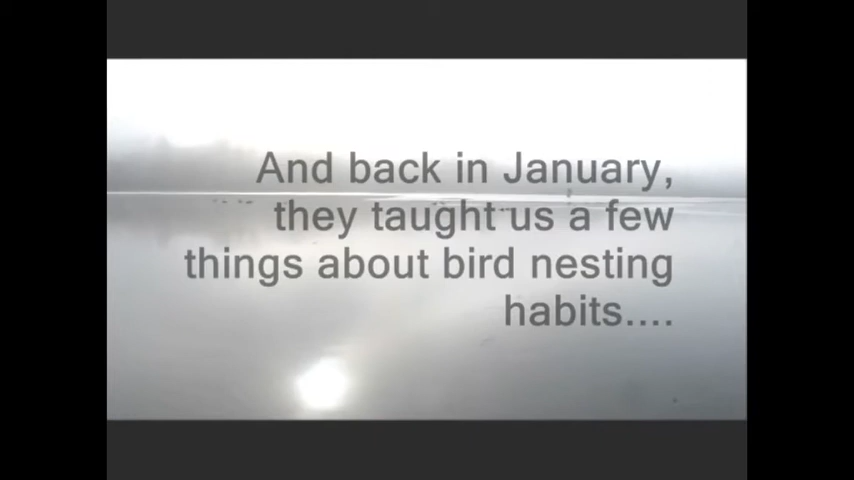 And back in January,
they taught us a few
things about bird nesting
habits....